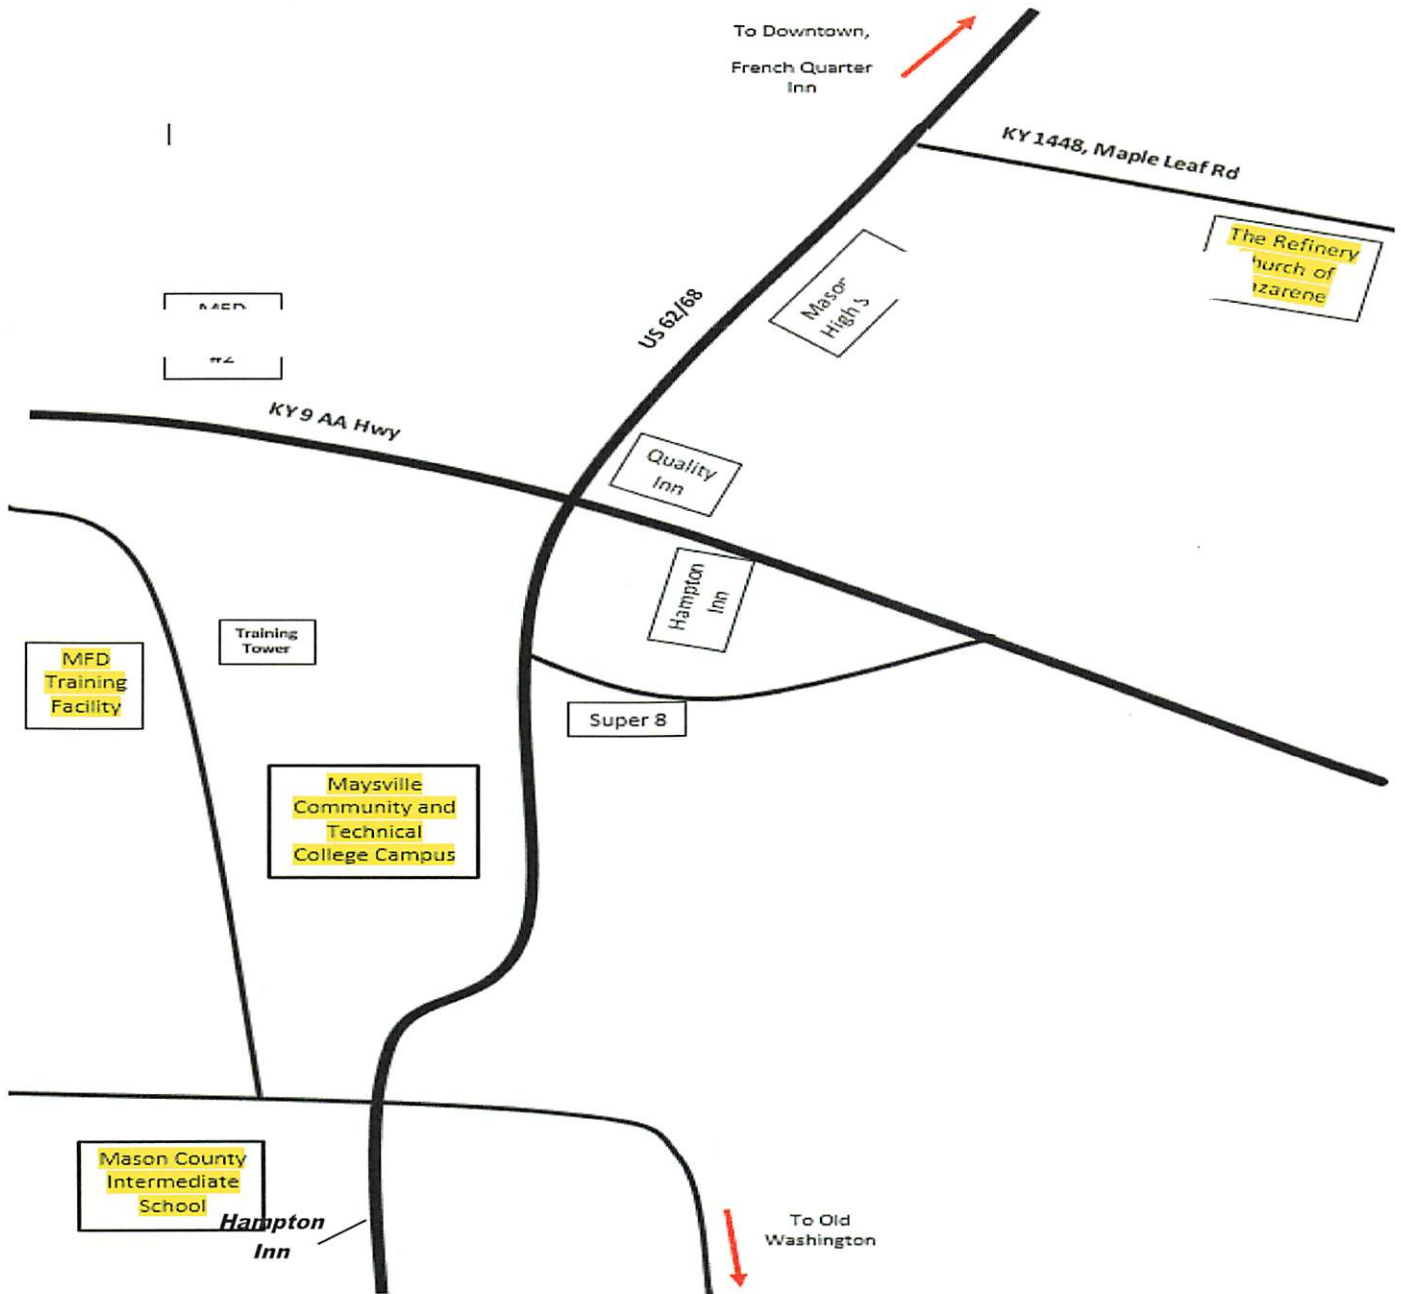 To Downtown,
French Quarter
Inn
KY 1448, Maple Leaf Rd
The Refinery
of
US 62/68
High
#2
KY 9 AA Hwy
Quality
Inn
Hampton
Inn
Training
Tower
MFD
Training
Facility
Super 8
Maysville
Community and
Technical
College Campus
Mason County
Intermediate
School
Hampton
Inn
To Old
Washington